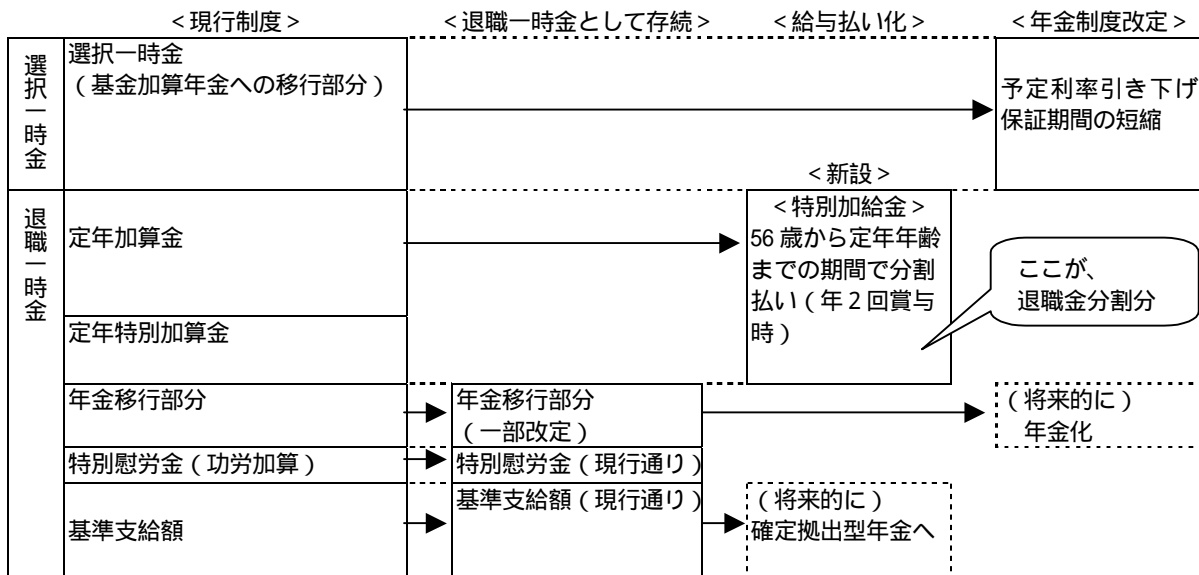 <現行制度>
<退職一時金として存続>
<給与払い化>
<年金制度改定>
選択一時金
選択一時金
(基金加算年金への移行部分)
予定利率引き下げ
保証期間の短縮
<新設>
退職一時金
定年加算金
<特別加給金>
56 歳から定年年齢
までの期間で分割
払い(年2回賞与
時)
ここが、
退職金分割分
定年特別加算金
年金移行部分
年金移行部分
(一部改定)
(将来的に)
年金化
特別慰労金(功労加算)
特別慰労金(現行通り)
基準支給額
基準支給額(現行通り)
(将来的に)
確定拠出型年金へ